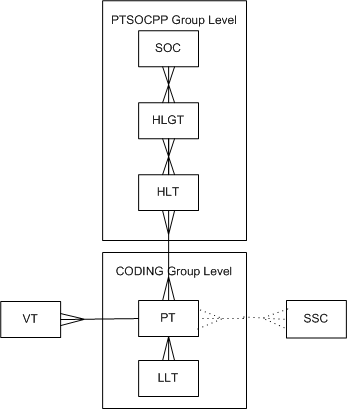 PTSOCPP Group Level
SOC
HLGT
HLT
CODING Group Level
VT
PT
SSC
LLT